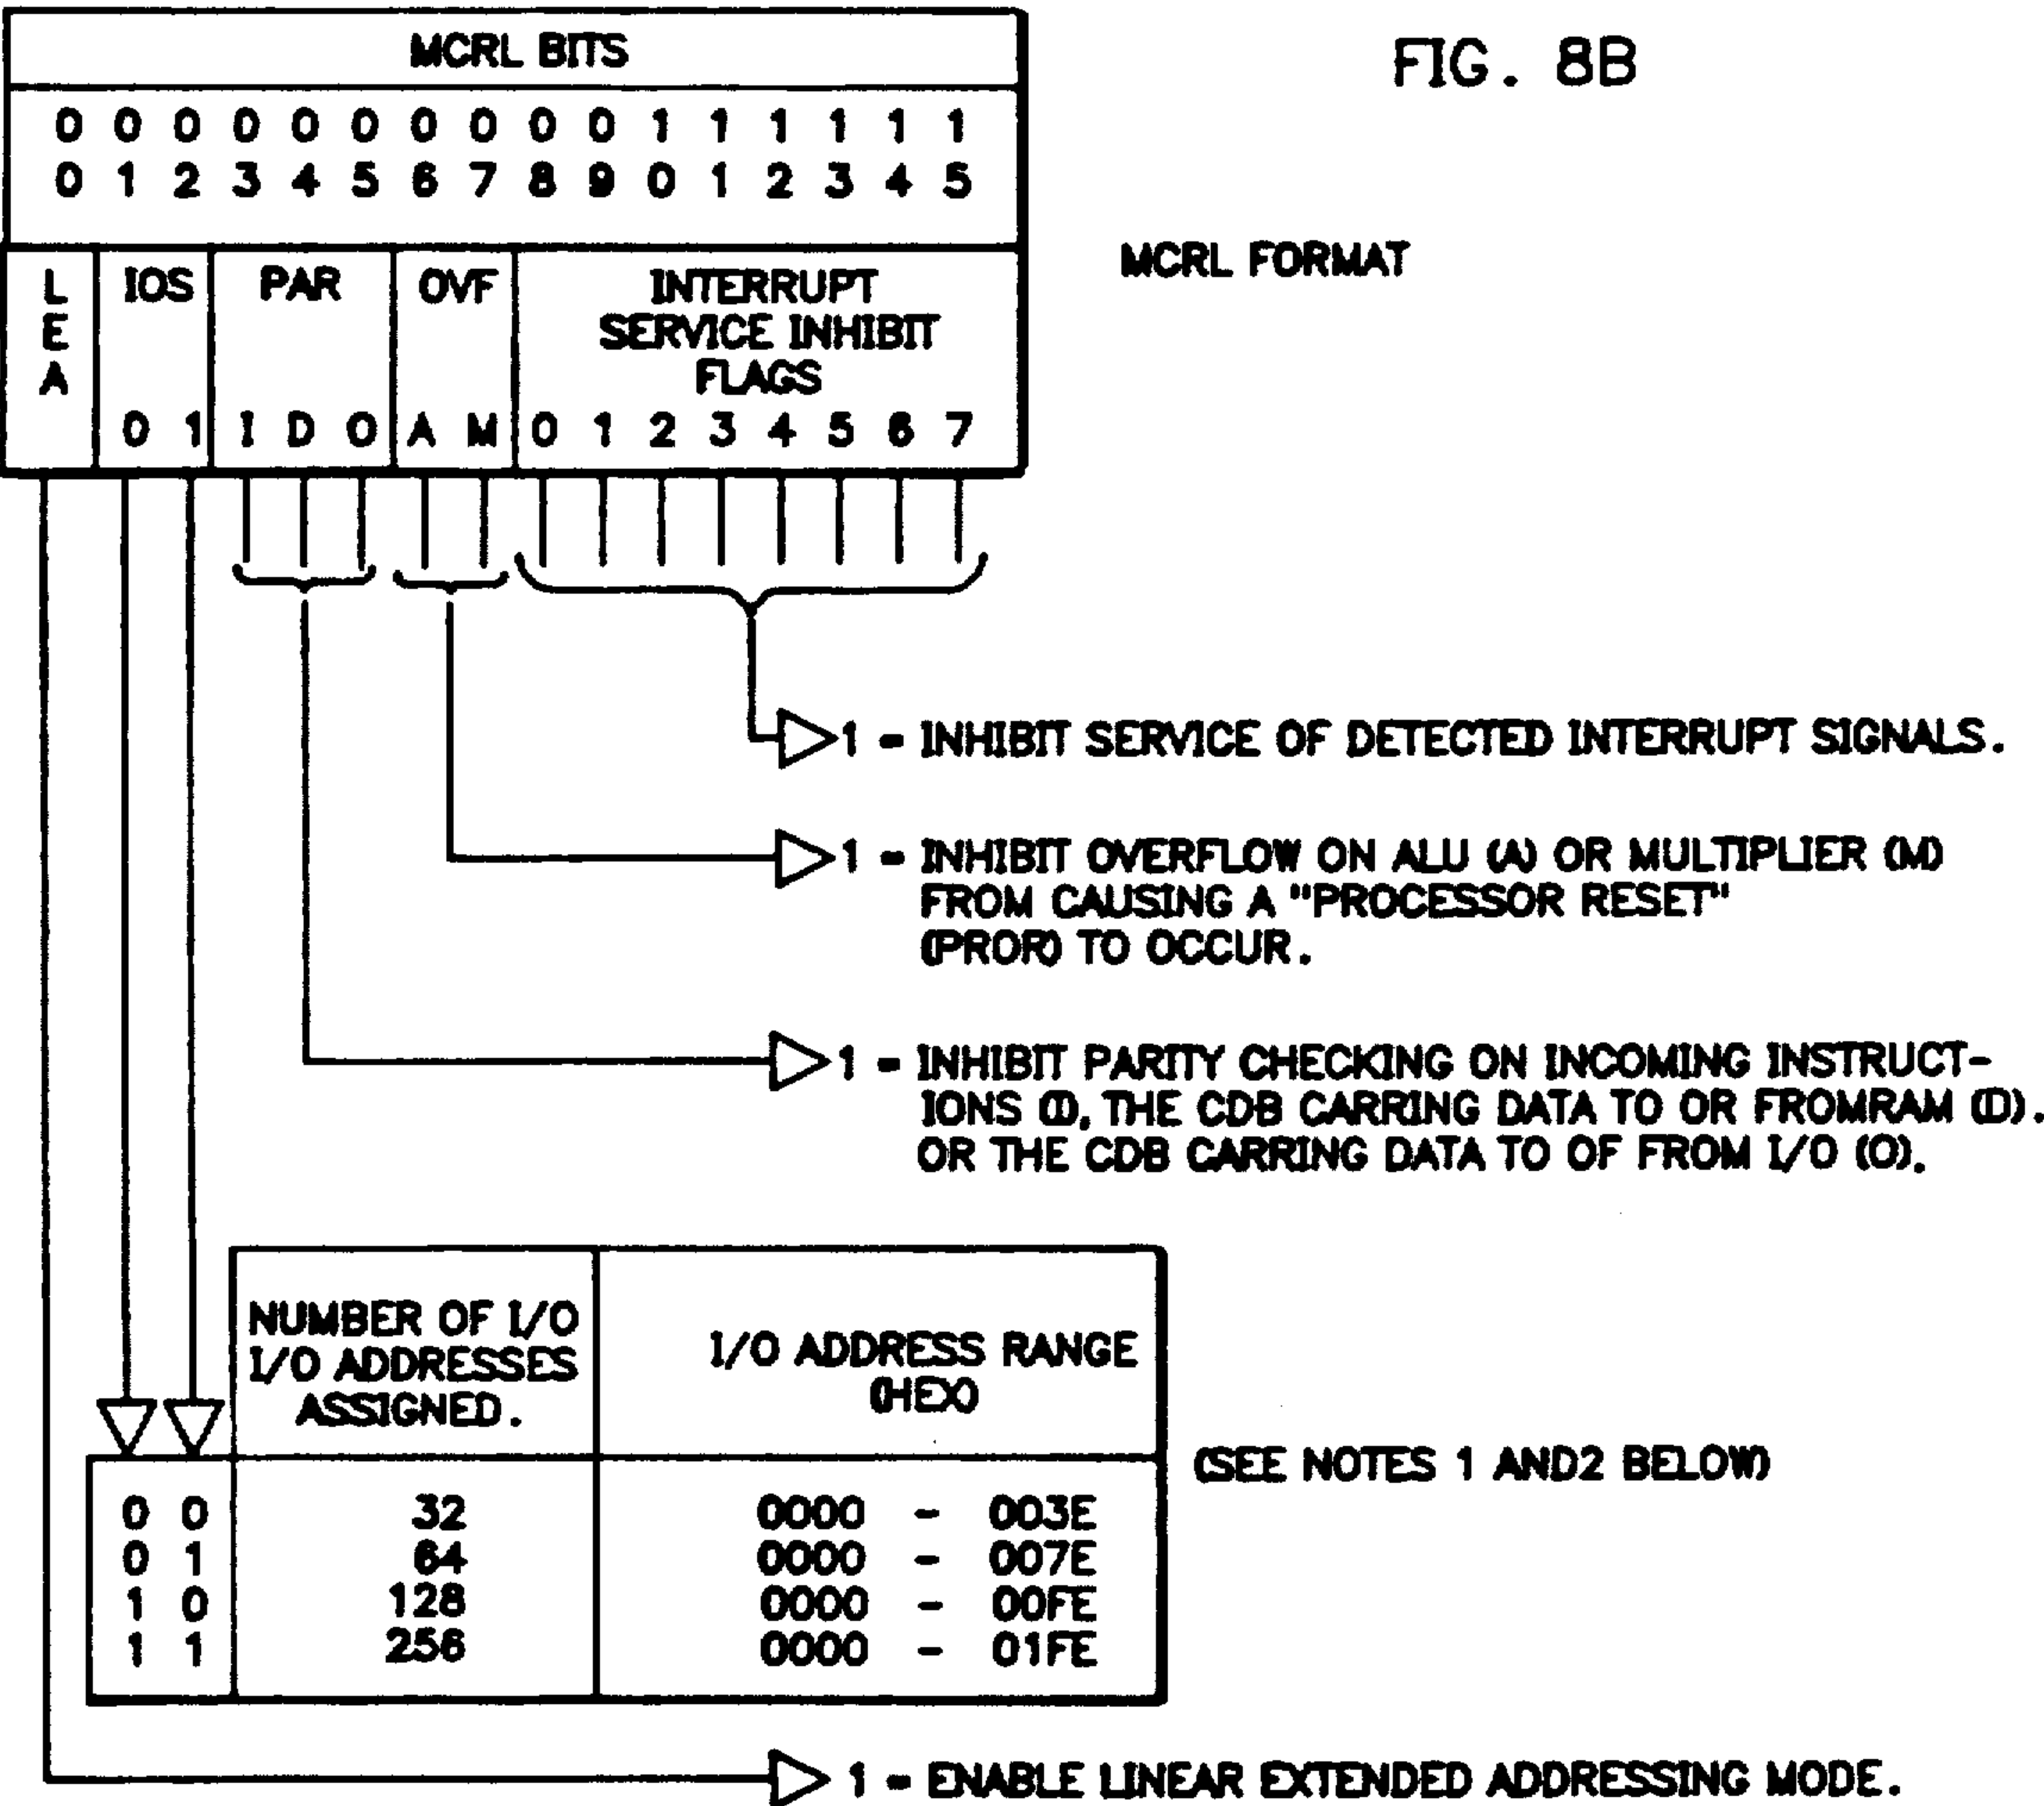 FIG. 8B
MCRL BITS
0 0 0 0 0 0 0 0 0 0 1 1 1 1 1 1
0 1 2 3 4 5 6 7 8 9 0 1 2 3 4 5
MCRL FORMAT
LEA
IOS
0 1
PAR
I D O
OVF
A M
INTERRUPT
SERVICE INHIBIT
FLAGS
0 1 2 3 4 5 6 7
1 - INHIBIT SERVICE OF DETECTED INTERRUPT SIGNALS.
1 - INHIBIT OVERFLOW ON ALU (A) OR MULTIPLIER (M)
FROM CAUSING A "PROCESSOR RESET"
(PROR) TO OCCUR.
1 - INHIBIT PARITY CHECKING ON INCOMING INSTRUCT-
IONS (I), THE CDB CARRING DATA TO OR FROMRAM (D).
OR THE CDB CARRING DATA TO OF FROM I/O (O).
NUMBER OF I/O
I/O ADDRESSES
ASSIGNED.
I/O ADDRESS RANGE
(HEX)
(SEE NOTES 1 AND2 BELOW)
0 0 32 0000 - 003E
0 1 64 0000 - 007E
1 0 128 0000 - 00FE
1 1 256 0000 - 01FE
1 - ENABLE LINEAR EXTENDED ADDRESSING MODE.